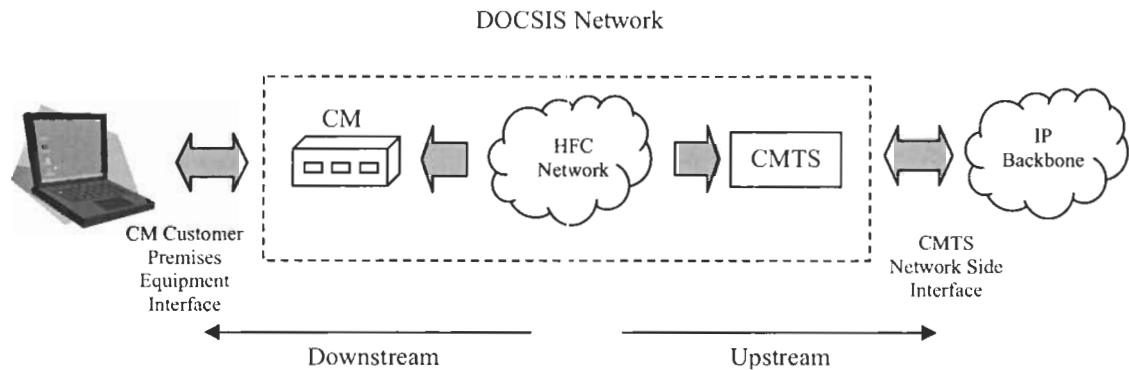 DOCSIS Network
CM
HFC
Network
CMTS
IP
Backbone
CM Customer
Premises
Equipment
Interface
CMTS
Network Side
Interface
Downstream
Upstream